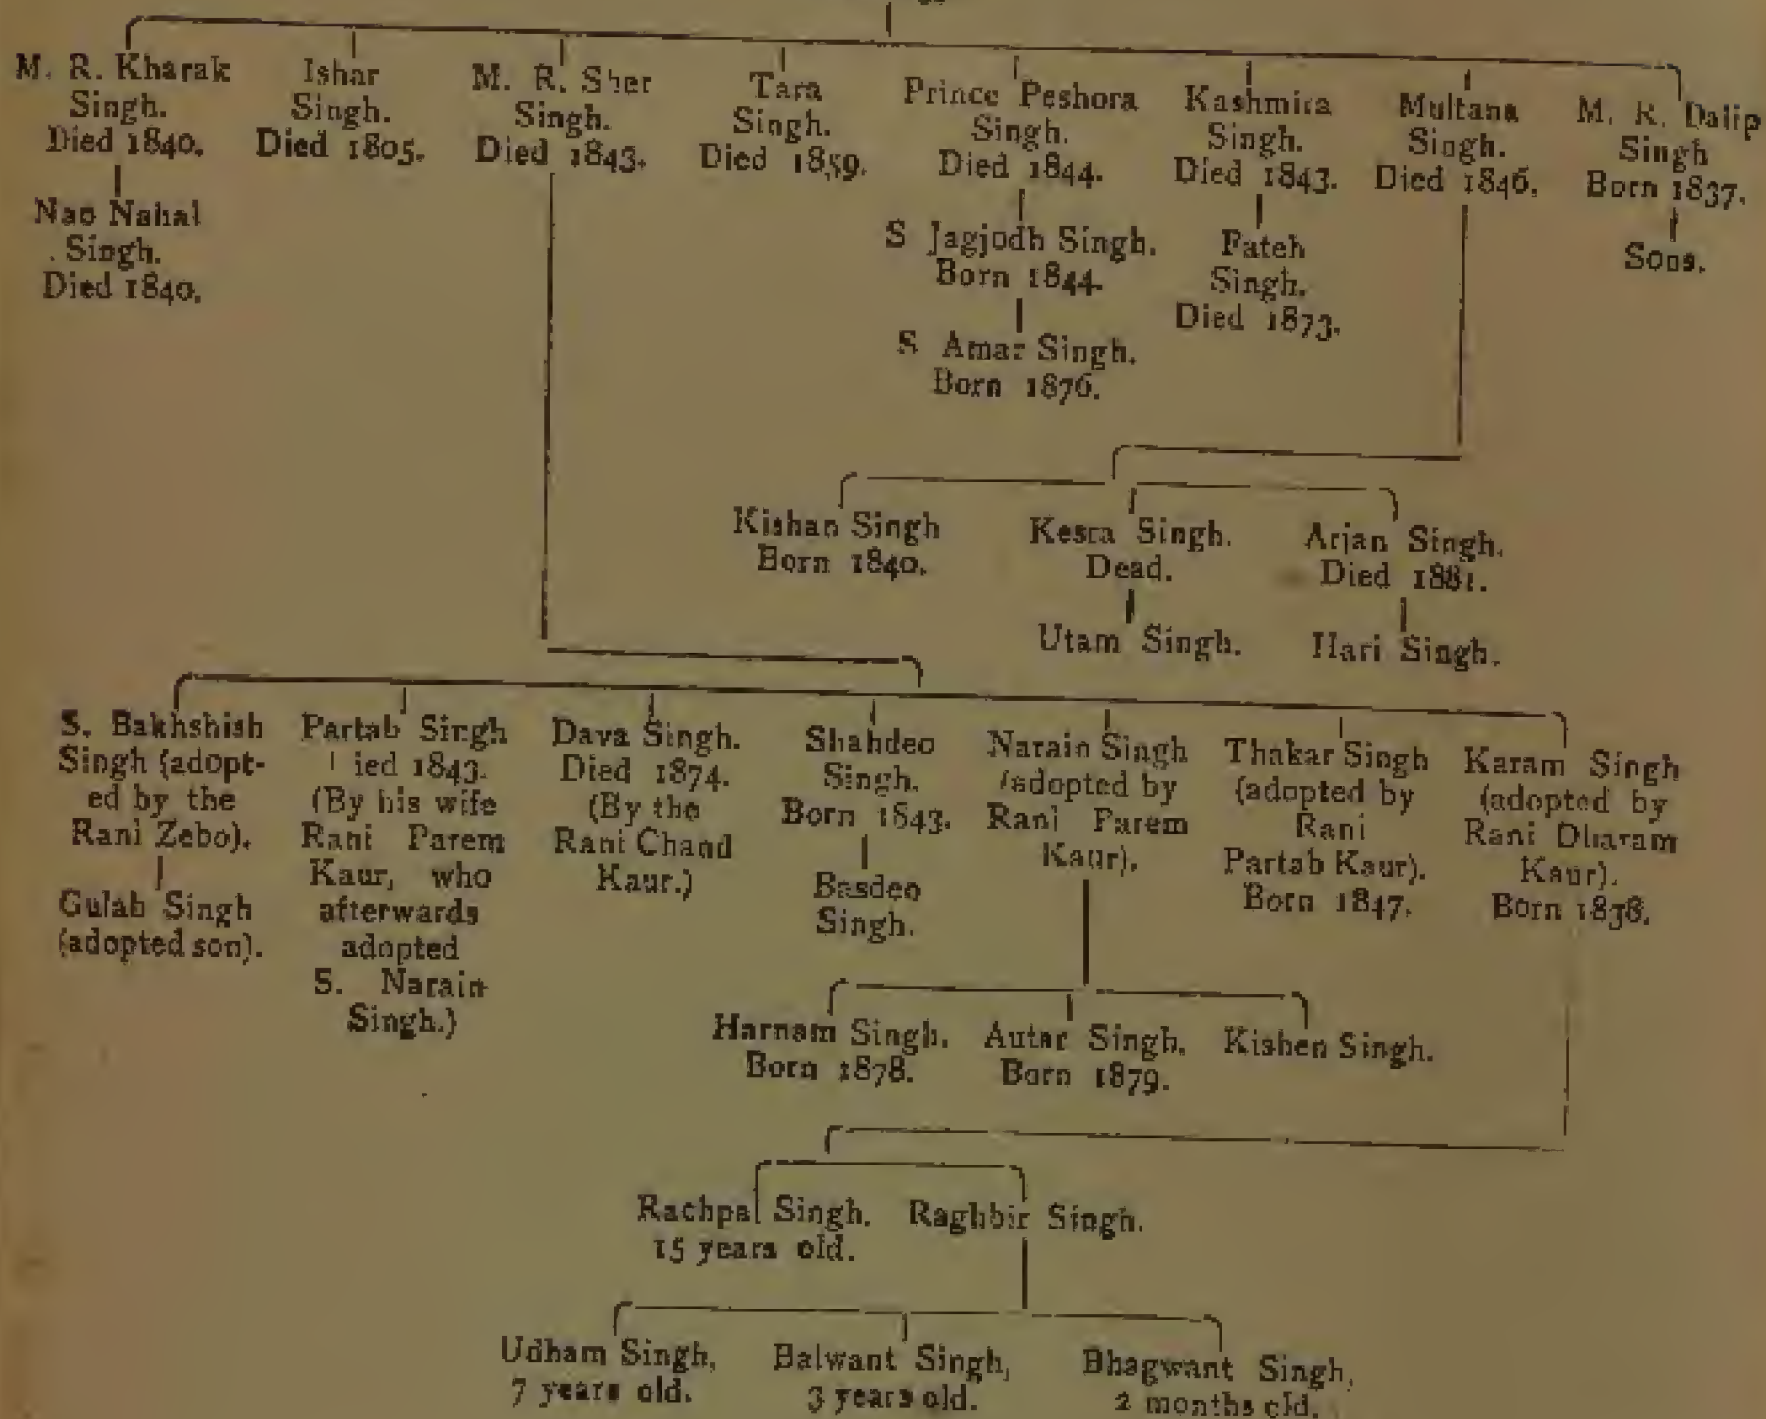 M. R. Kharak
Singh.
Died 1840.
Ishar
Singh.
Died 1805.
M. R. Sher
Singh.
Died 1843.
Tara
Singh.
Died 1859.
Prince Peshora
Singh.
Died 1844.
Kashmira
Singh.
Died 1843.
Multana
Singh.
Died 1846.
M. R. Dalip
Singh
Born 1837.
Nao Nahal
Singh.
Died 1840.
S Jagjodh Singh.
Born 1844.
Fateh
Singh.
Died 1873.
Sons.
S Amar Singh.
Born 1876.
Kishan Singh
Born 1840.
Kesra Singh.
Dead.
Arjan Singh.
Died 1881.
Utam Singh.
Hari Singh.
S. Bakhshish
Singh (adopt-
ed by the
Rani Zebo).
Gulab Singh
(adopted son).
Partab Singh
ied 1843.
(By his wife
Rani Parem
Kaur, who
afterwards
adopted
S. Narain
Singh.)
Dava Singh.
Died 1874.
(By the
Rani Chand
Kaur.)
Shahdeo
Singh.
Born 1843.
Basdeo
Singh.
Narain Singh
(adopted by
Rani Parem
Kaur).
Thakar Singh
(adopted by
Rani
Partab Kaur).
Born 1847.
Karam Singh
(adopted by
Rani Dharam
Kaur).
Born 1838.
Harnam Singh.
Born 1878.
Autar Singh.
Born 1879.
Kishen Singh.
Rachpal Singh.
15 years old.
Raghbir Singh.
Udham Singh,
7 years old.
Balwant Singh,
3 years old.
Bhagwant Singh,
2 months old.